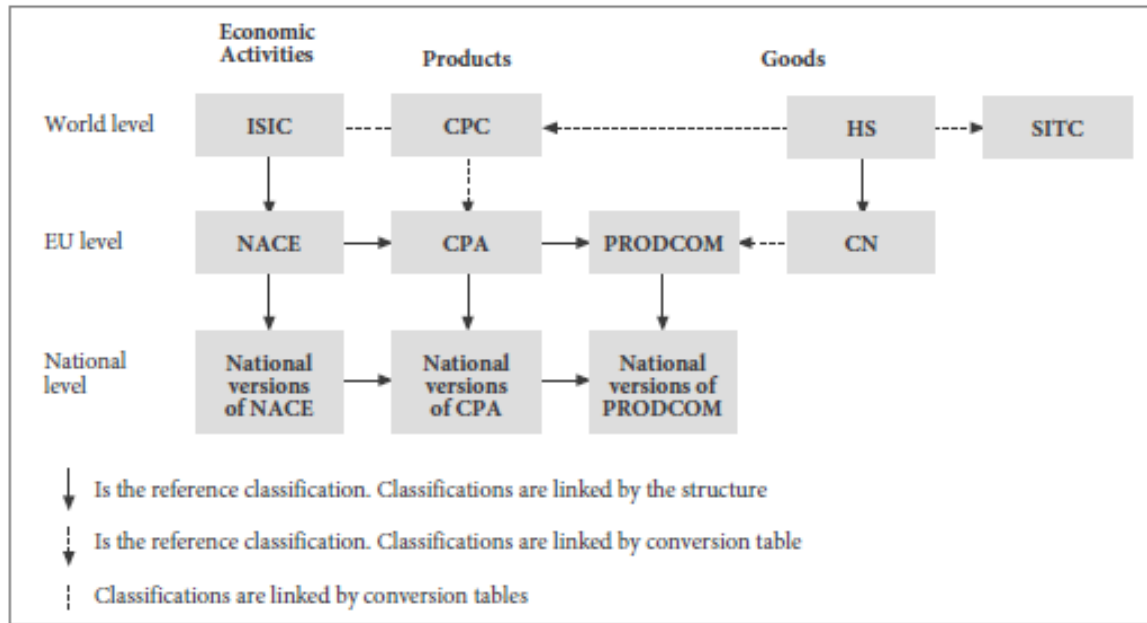 Economic
Activities
Products
Goods
World level
ISIC
CPC
HS
SITC
EU level
NACE
CPA
PRODCOM
CN
National
level
National
versions
of NACE
National
versions
of CPA
National
versions of
PRODCOM
Is the reference classification. Classifications are linked by the structure
Is the reference classification. Classifications are linked by conversion table
Classifications are linked by conversion tables